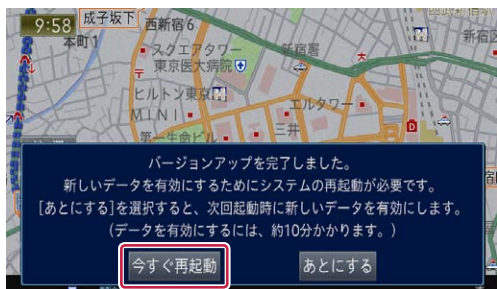 9:58
成子坂下
西新宿6
本町1
スクエアタワー
新宿署
東京医大病院
新宿区
ヒルトン東京
MINI
エルタワー
第一生命ビル
三井
バージョンアップを完了しました。
新しいデータを有効にするためにシステムの再起動が必要です。
[あとにする]を選択すると、次回起動時に新しいデータを有効にします。
(データを有効にするには、約10分かかります。)
今すぐ再起動
あとにする